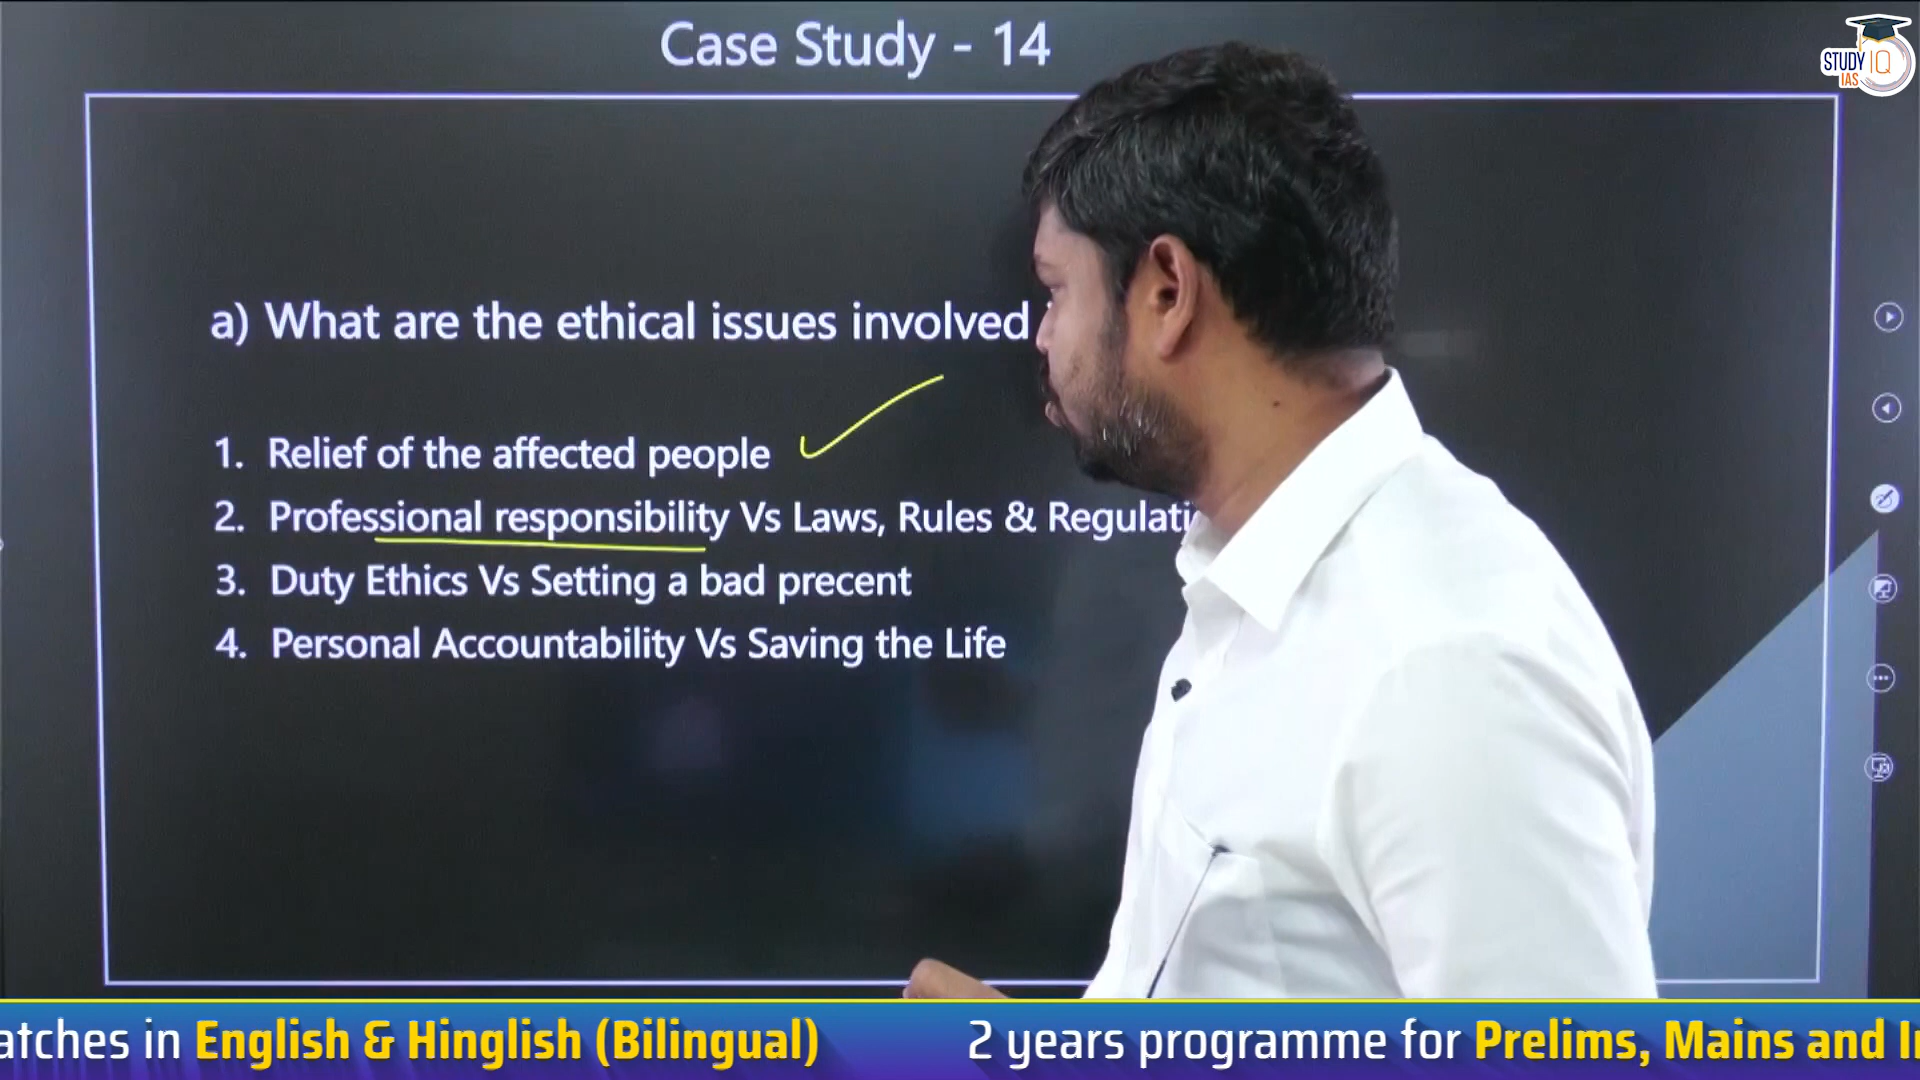 Case Study - 14
STUDY IQ
IAS
a) What are the ethical issues involved
1. Relief of the affected people
2. Professional responsibility Vs Laws, Rules & Regulati
3. Duty Ethics Vs Setting a bad precent
4. Personal Accountability Vs Saving the Life
atches in English & Hinglish (Bilingual) 2 years programme for Prelims, Mains and In